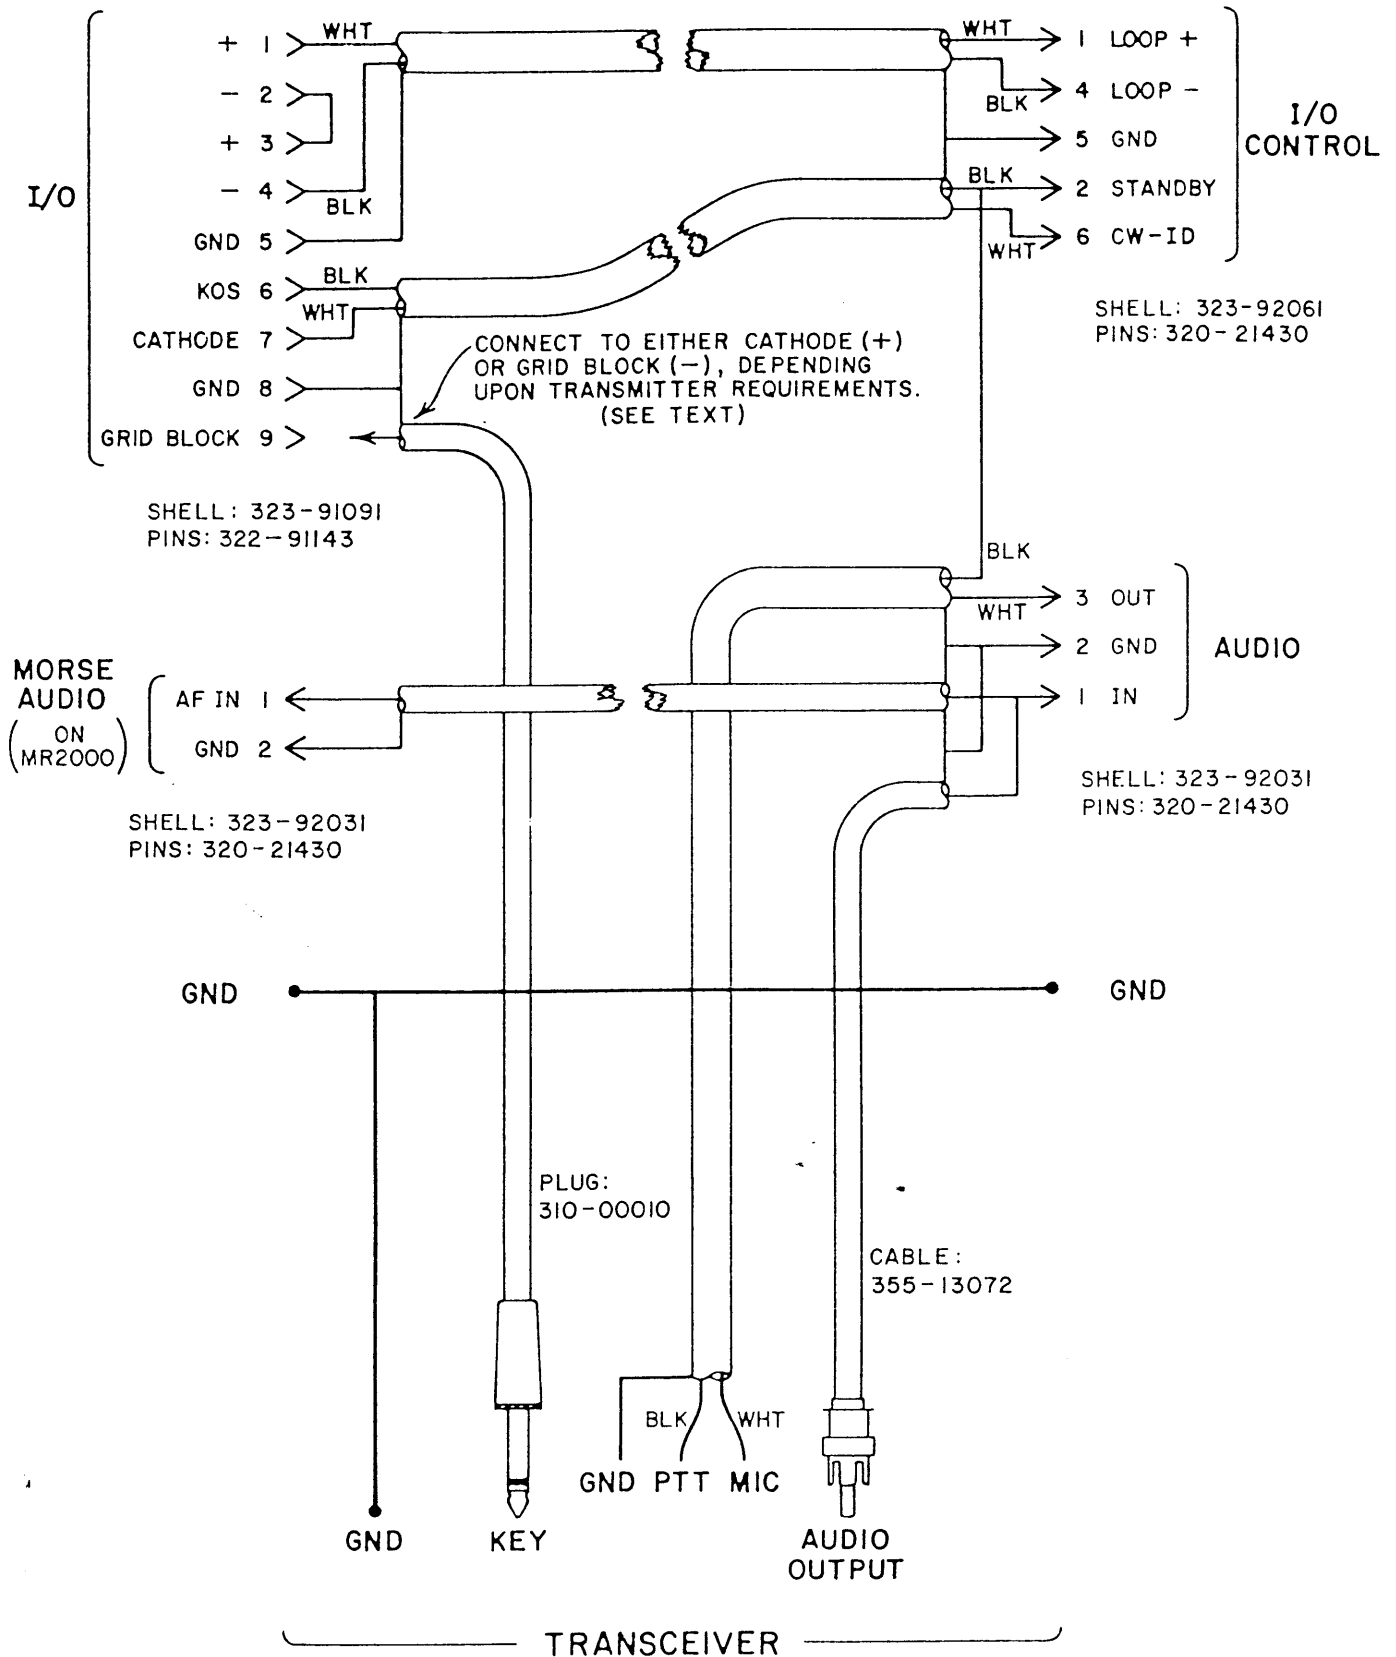 I/O
+ 1
- 2
+ 3
- 4
GND 5
KOS 6
CATHODE 7
GND 8
GRID BLOCK 9
WHT
BLK
BLK
WHT
SHELL: 323-91091
PINS: 322-91143
CONNECT TO EITHER CATHODE (+)
OR GRID BLOCK (-), DEPENDING
UPON TRANSMITTER REQUIREMENTS.
(SEE TEXT)
WHT
BLK
BLK
WHT
1 LOOP +
4 LOOP -
5 GND
2 STANDBY
6 CW-ID
I/O
CONTROL
SHELL: 323-92061
PINS: 320-21430
BLK
WHT
3 OUT
2 GND
1 IN
AUDIO
SHELL: 323-92031
PINS: 320-21430
MORSE
AUDIO
(ON
MR2000)
AF IN 1
GND 2
SHELL: 323-92031
PINS: 320-21430
GND
GND
PLUG:
310-00010
CABLE:
355-13072
BLK
WHT
GND PTT MIC
GND
KEY
AUDIO
OUTPUT
TRANSCEIVER